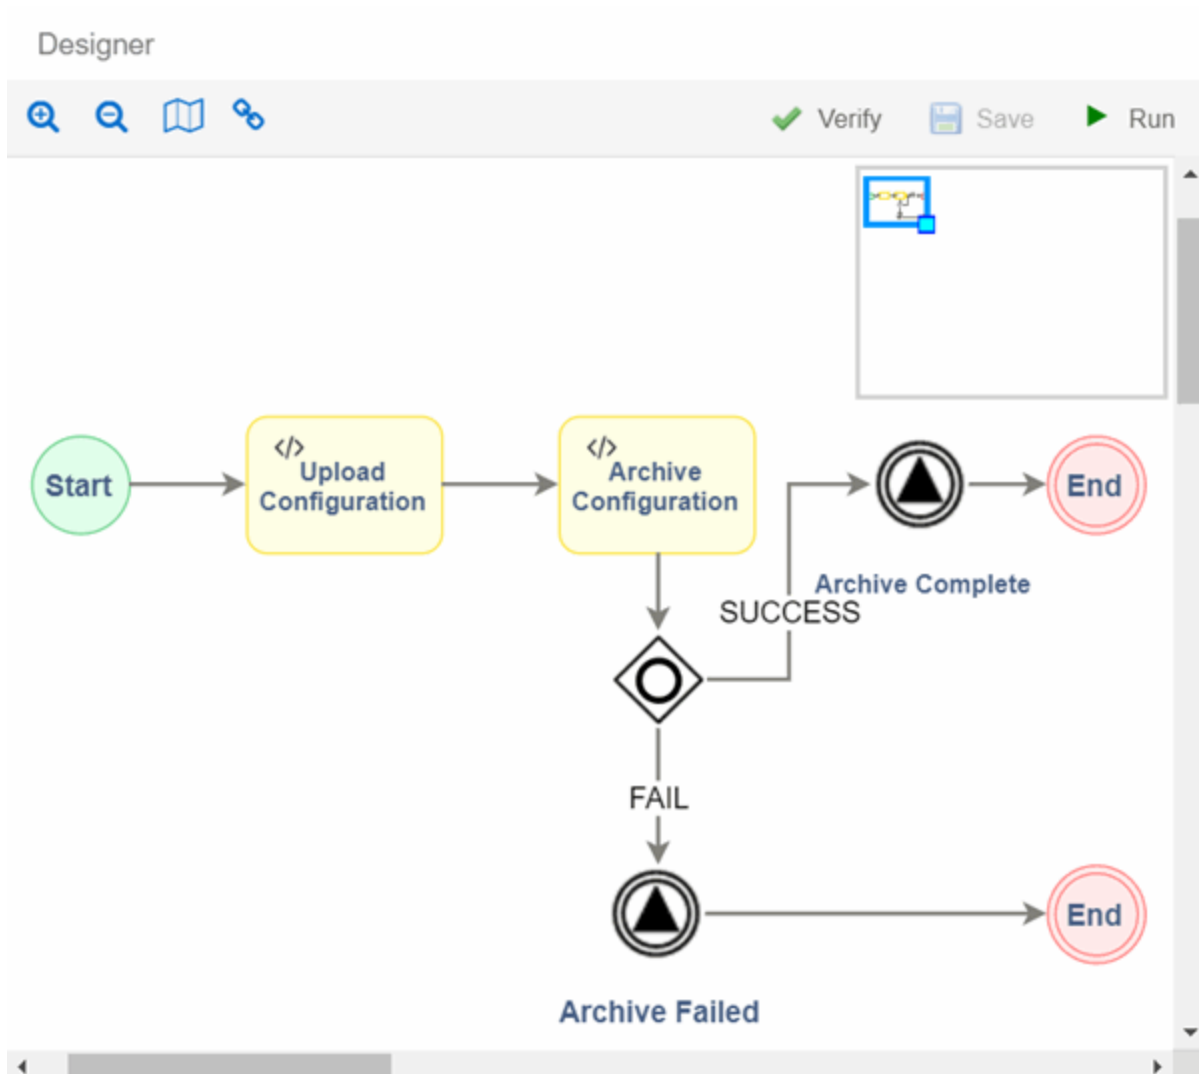 Designer
Verify
Save
Run
Start
</>
Upload
Configuration
</>
Archive
Configuration
End
Archive Complete
SUCCESS
FAIL
End
Archive Failed